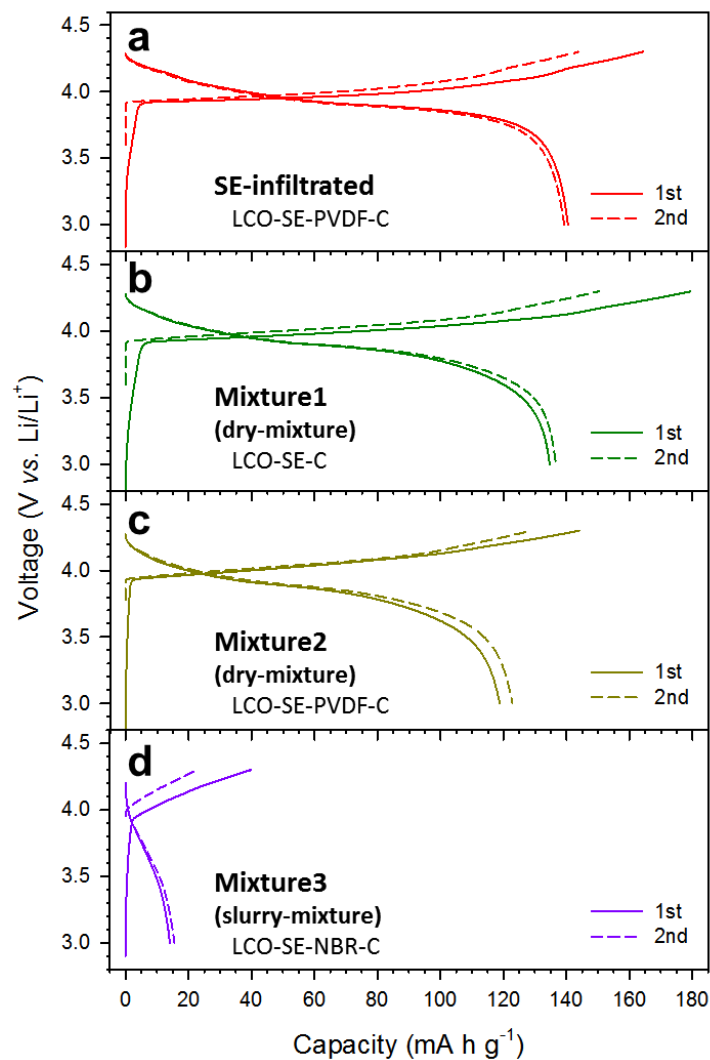 a
4.5
4.0
3.5
3.0
SE-infiltrated
LCO-SE-PVDF-C
1st
2nd
b
4.5
4.0
3.5
3.0
Mixture1
(dry-mixture)
LCO-SE-C
1st
2nd
c
4.5
4.0
3.5
3.0
Mixture2
(dry-mixture)
LCO-SE-PVDF-C
1st
2nd
d
4.5
4.0
3.5
3.0
Mixture3
(slurry-mixture)
LCO-SE-NBR-C
1st
2nd
Voltage (V vs. Li/Li⁺)
0 20 40 60 80 100 120 140 160 180
Capacity (mA h g⁻¹)